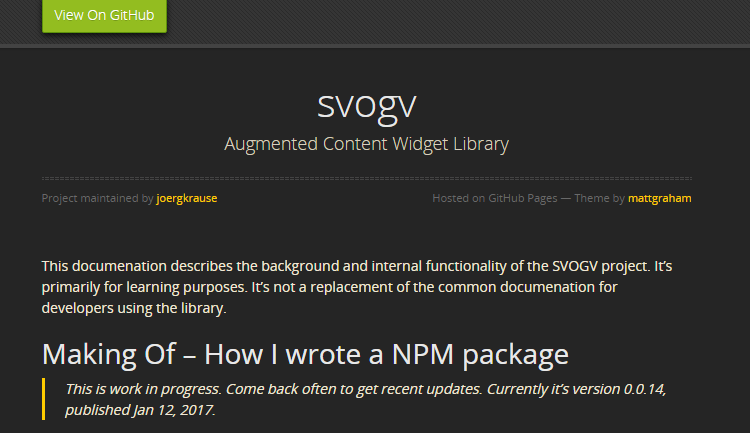 View On GitHub
svogv
Augmented Content Widget Library
Project maintained by joergkrause
Hosted on GitHub Pages — Theme by mattgraham
This documenation describes the background and internal functionality of the SVOGV project. It’s
primarily for learning purposes. It’s not a replacement of the common documenation for
developers using the library.
Making Of – How I wrote a NPM package
This is work in progress. Come back often to get recent updates. Currently it’s version 0.0.14,
published Jan 12, 2017.